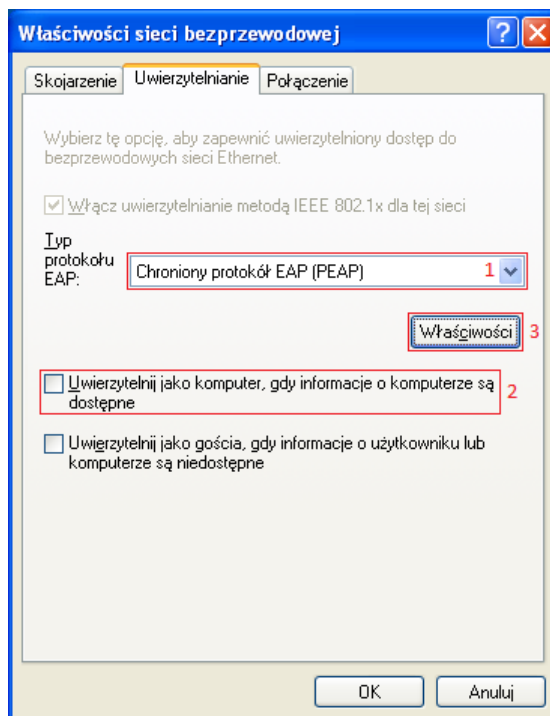 Właściwości sieci bezprzewodowej
Skojarzenie Uwierzytelnianie Połączenie
Wybierz tę opcję, aby zapewnić uwierzytelniony dostęp do
bezprzewodowych sieci Ethernet.
Włącz uwierzytelnianie metodą IEEE 802.1x dla tej sieci
Typ
protokołu
EAP:
Chroniony protokół EAP (PEAP) 1
Właściwości 3
Uwierzytelnij jako komputer, gdy informacje o komputerze są
dostępne
2
Uwierzytelnij jako gościa, gdy informacje o użytkowniku lub
komputerze są niedostępne
OK Anuluj